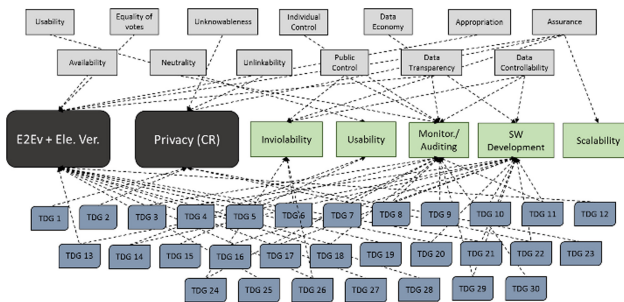 Usability
Equality of
votes
Unknowableness
Individual
Control
Data
Economy
Appropriation
Assurance
Availability
Neutrality
Unlinkability
Public
Control
Data
Transparency
Data
Controllability
E2Ev + Ele. Ver.
Privacy (CR)
Inviolability
Usability
Monitor./
Auditing
SW
Development
Scalability
TDG 1
TDG 2
TDG 3
TDG 4
TDG 5
TDG 6
TDG 7
TDG 8
TDG 9
TDG 10
TDG 11
TDG 12
TDG 13
TDG 14
TDG 15
TDG 16
TDG 17
TDG 18
TDG 19
TDG 20
TDG 21
TDG 22
TDG 23
TDG 24
TDG 25
TDG 26
TDG 27
TDG 28
TDG 29
TDG 30